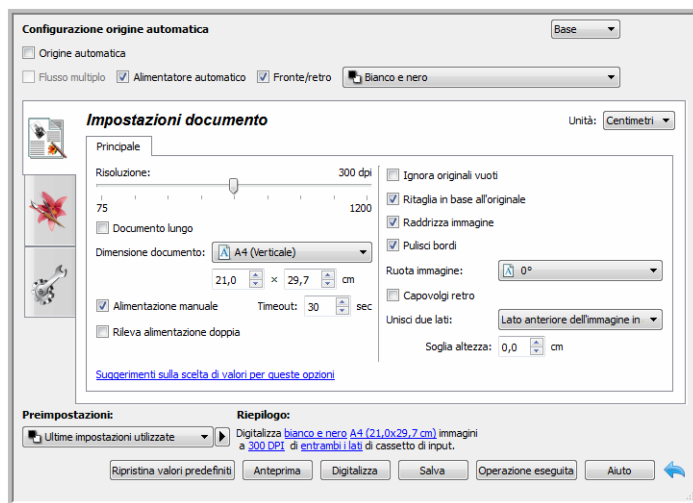 Configurazione origine automatica
Base
Origine automatica
Flusso multiplo Alimentatore automatico Fronte/retro Bianco e nero
Impostazioni documento
Unità: Centimetri
Principale
Risoluzione: 300 dpi
75 1200
Documento lungo
Dimensione documento: A4 (Verticale)
21,0 × 29,7 cm
Alimentazione manuale Timeout: 30 sec
Rileva alimentazione doppia
Suggerimenti sulla scelta di valori per queste opzioni
Ignora originali vuoti
Ritaglia in base all'originale
Raddrizza immagine
Pulisci bordi
Ruota immagine: 0°
Capovolgi retro
Unisci due lati: Lato anteriore dell'immagine in
Soglia altezza: 0,0 cm
Preimpostazioni:
Ultime impostazioni utilizzate
Riepilogo:
Digitalizza bianco e nero A4 (21,0x29,7 cm) immagini
a 300 DPI di entrambi i lati di cassetto di input.
Ripristina valori predefiniti Anteprima Digitalizza Salva Operazione eseguita Aiuto